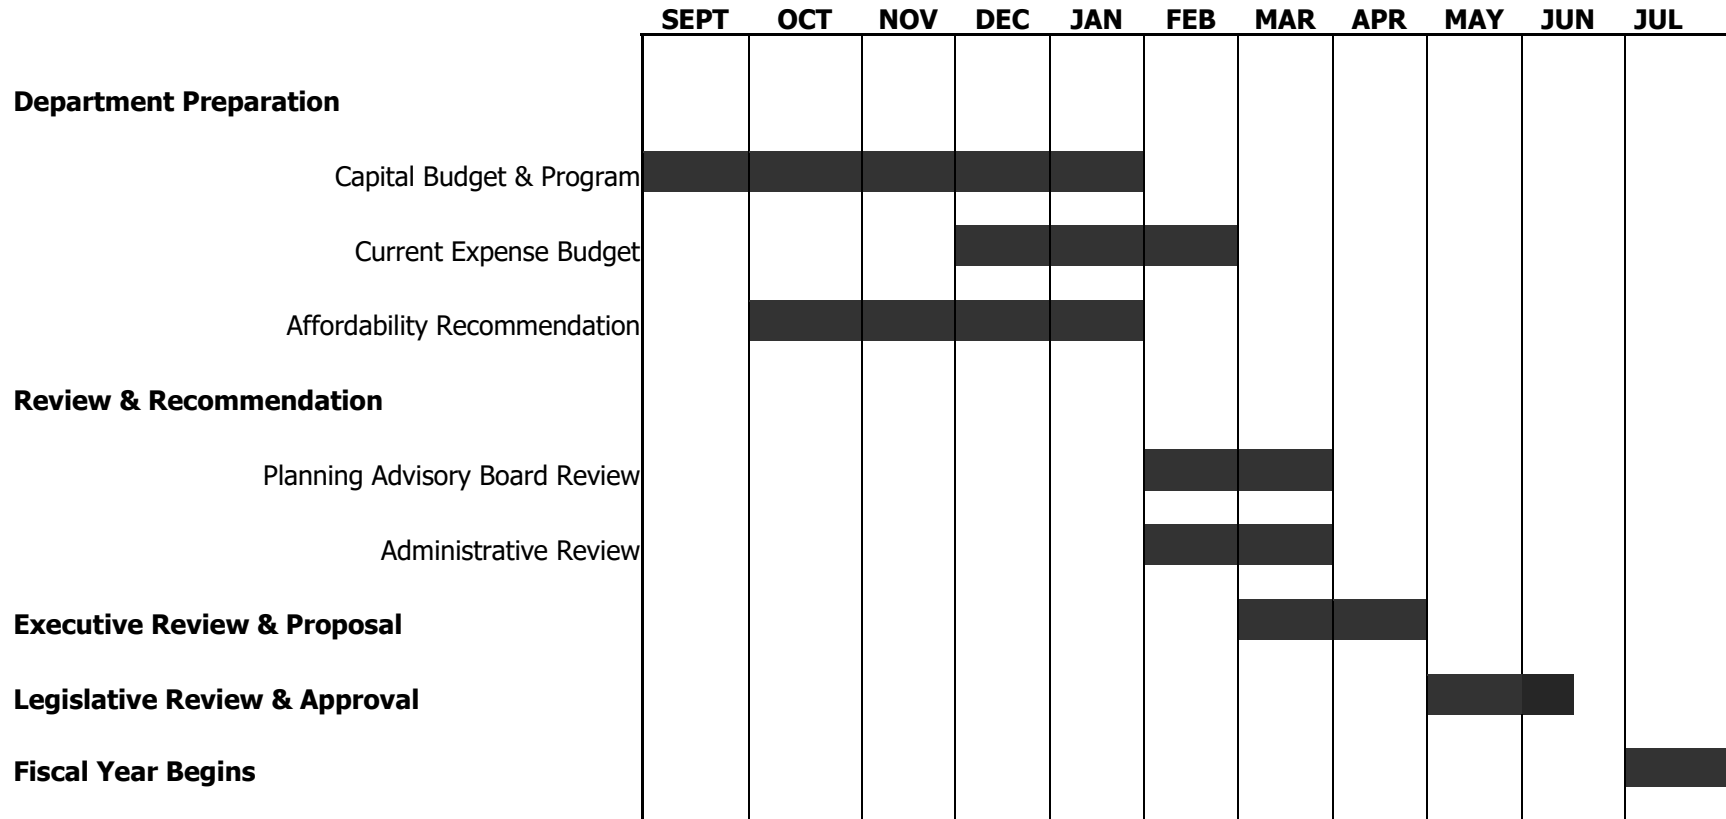 SEPT OCT NOV DEC JAN FEB MAR APR MAY JUN JUL
Department Preparation
Capital Budget & Program
Current Expense Budget
Affordability Recommendation
Review & Recommendation
Planning Advisory Board Review
Administrative Review
Executive Review & Proposal
Legislative Review & Approval
Fiscal Year Begins